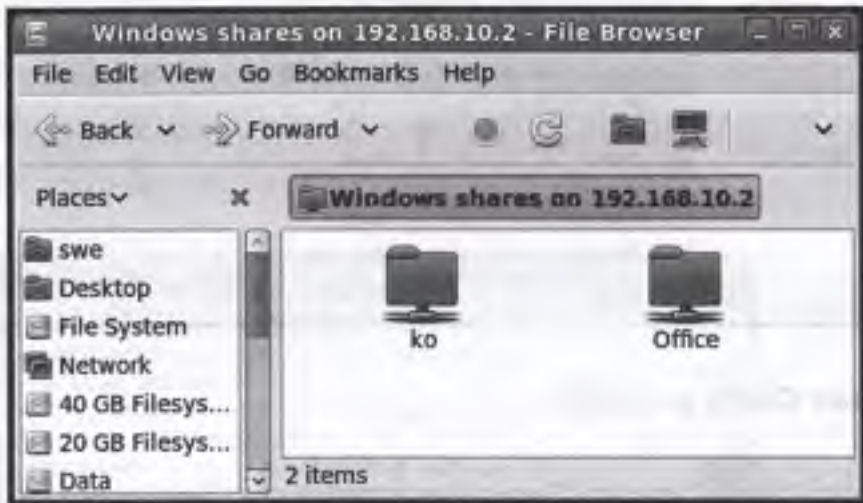 Windows shares on 192.168.10.2 - File Browser
File Edit View Go Bookmarks Help
Back Forward
Places
Windows shares on 192.168.10.2
swe
Desktop
File System
Network
40 GB Filesys...
20 GB Filesys...
Data
ko
Office
2 items